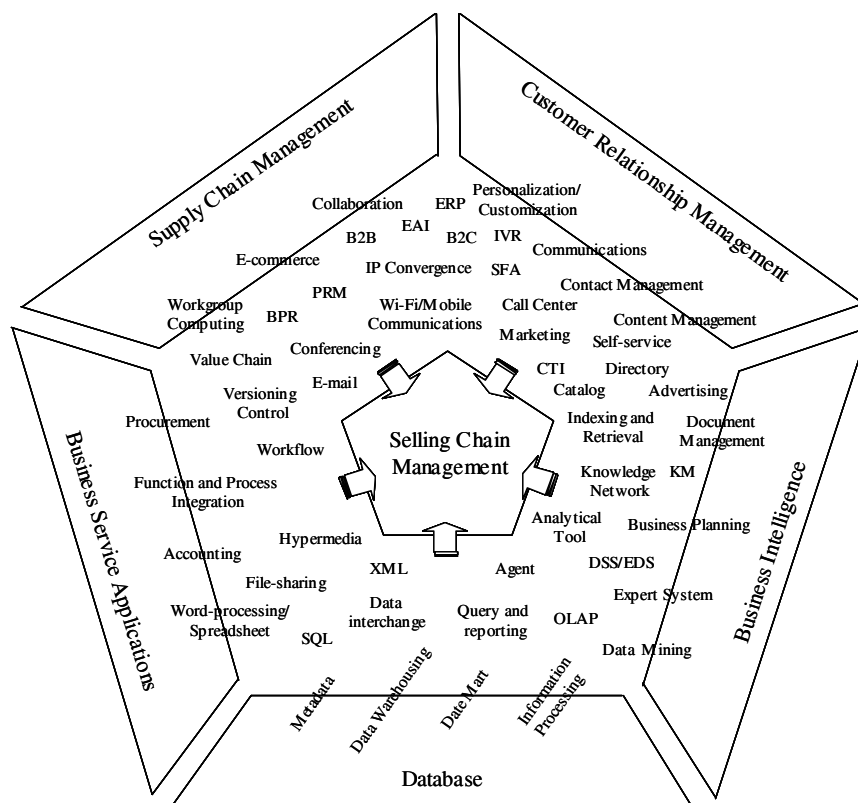 Supply Chain Management
Customer Relationship Management
Collaboration
ERP
Personalization/
Customization
EAI
B2B
B2C
IVR
Communications
E-commerce
IP Convergence
SFA
Contact Management
PRM
Workgroup
Computing
BPR
Wi-Fi/Mobile
Communications
Call Center
Content Management
Marketing
Self-service
Conferencing
Value Chain
CTI
Directory
E-mail
Versioning
Control
Catalog
Advertising
Procurement
Indexing and
Retrieval
Document
Management
Workflow
Selling Chain
Management
Knowledge
Network
KM
Function and Process
Integration
Analytical
Tool
Business Planning
Hypermedia
Accounting
XML
Agent
DSS/EDS
File-sharing
Expert System
Word-processing/
Spreadsheet
Data
interchange
Query and
reporting
OLAP
SQL
Data Mining
Metadata
Data Warehousing
Date Mart
Information
Processing
Business Service Applications
Business Intelligence
Database